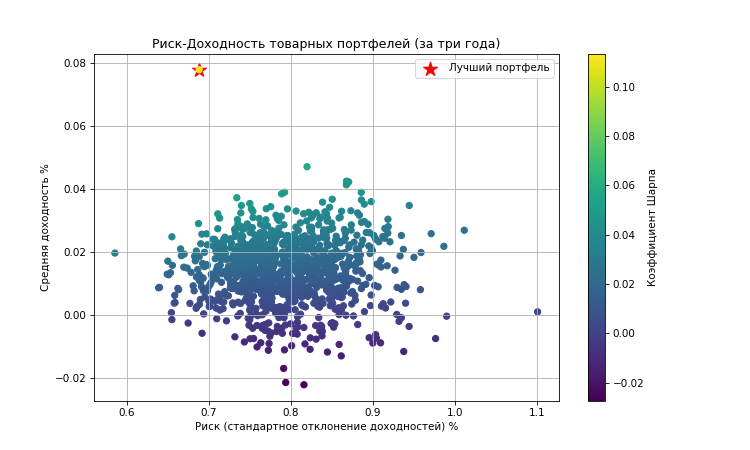 Риск-Доходность товарных портфелей (за три года)
Лучший портфель
Средняя доходность %
0.08
0.06
0.04
0.02
0.00
−0.02
0.6 0.7 0.8 0.9 1.0 1.1
Риск (стандартное отклонение доходностей) %
0.10
0.08
0.06
0.04
0.02
0.00
−0.02
Коэффициент Шарпа